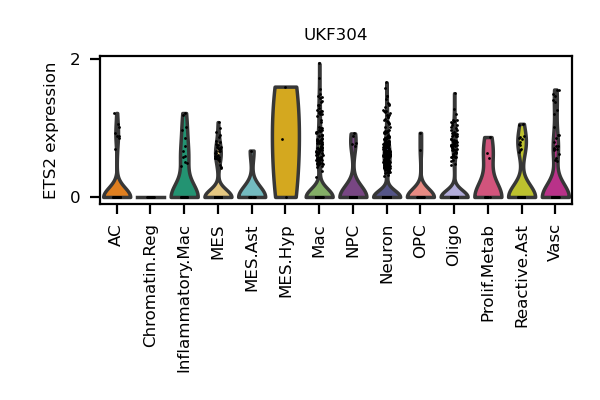 UKF304
ETS2 expression
2
0
AC
Chromatin.Reg
Inflammatory.Mac
MES
MES.Ast
MES.Hyp
Mac
NPC
Neuron
OPC
Oligo
Prolif.Metab
Reactive.Ast
Vasc